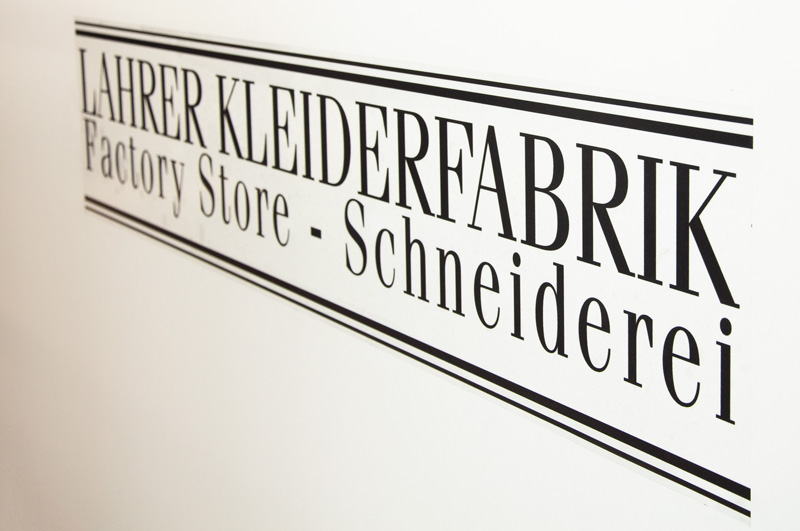 LAHRER KLEIDERFABRIK
Factory Store - Schneiderei